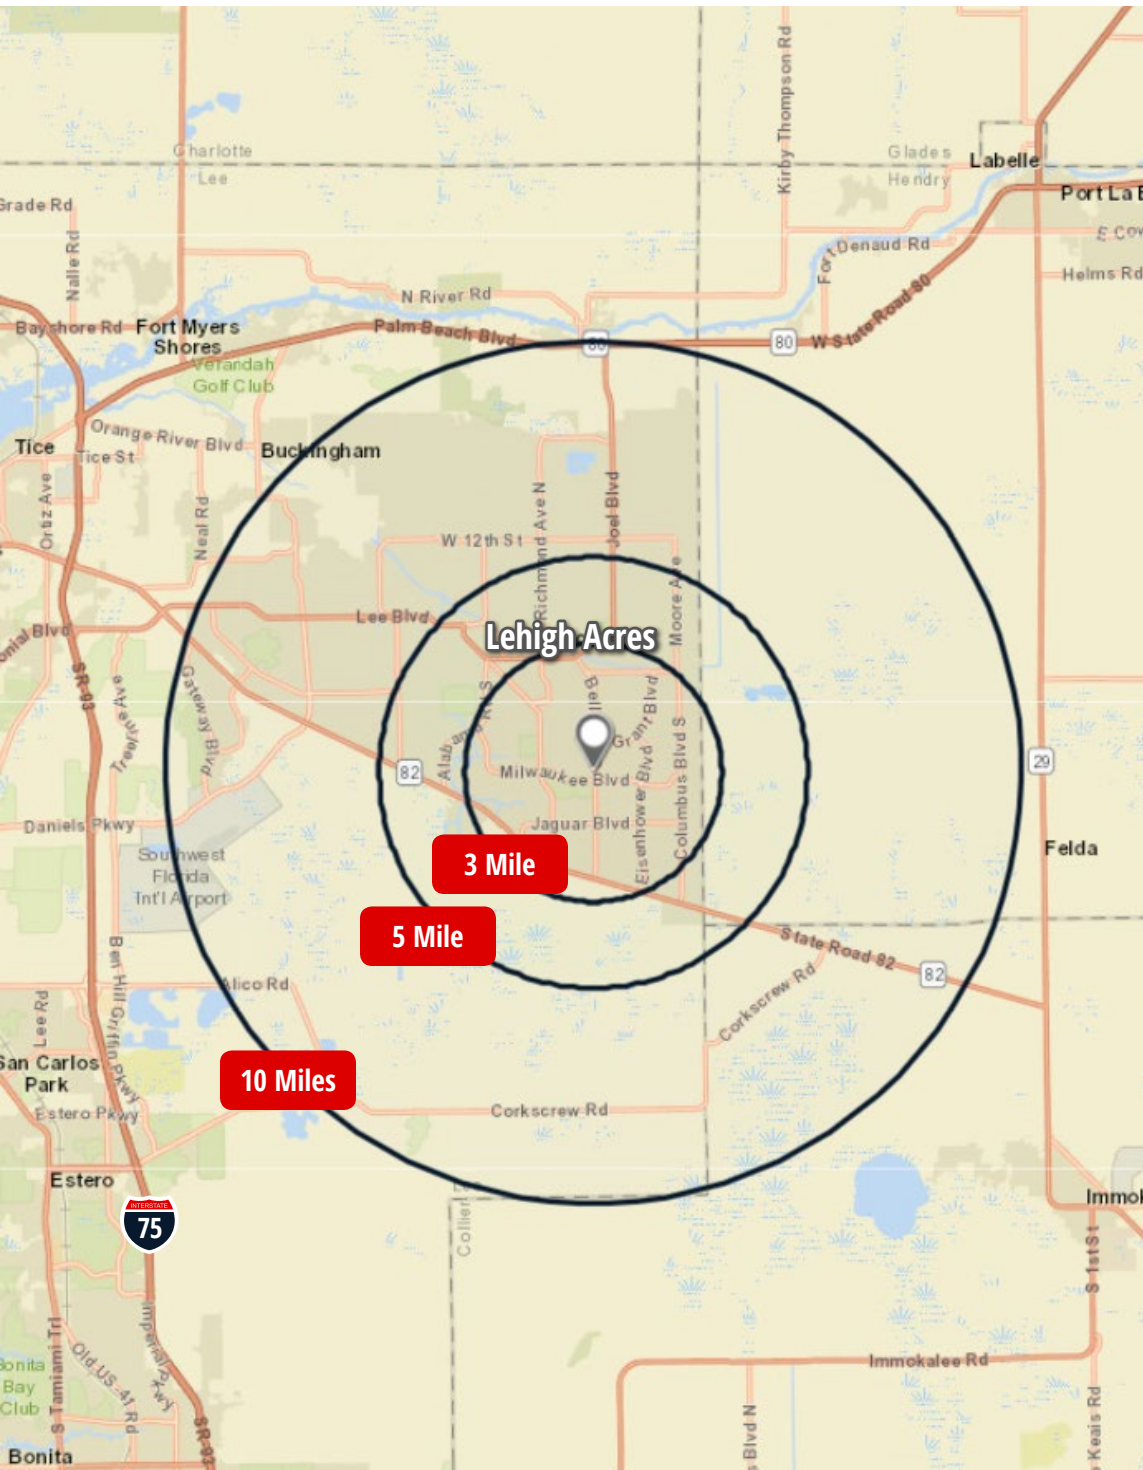 Kirby Thompson Rd
Charlotte
Lee
Glades
Hendry
Labelle
Port La
Grade Rd
Nalle Rd
Fort Denaud Rd
E Cow
Helms Rd
N River Rd
Bayshore Rd
Fort Myers
Shores
Palm Beach Blvd
80
80
W State Road 80
Verandah
Golf Club
Orange River Blvd
Tice
Tice St
Buckingham
Ortiz Ave
Neal Rd
Richmond Ave N
Joel Blvd
W 12th St
Moore Ave
Lee Blvd
onial Blvd
Lehigh Acres
SR-93
Treeline Ave
Gateway Blvd
Bell
Grant Blvd
82
Milwaukee Blvd
Eisenhower Blvd
Columbus Blvd S
29
Daniels Pkwy
Jaguar Blvd
Southwest
Florida
Int'l Airport
3 Mile
Felda
5 Mile
State Road 82
82
Ben Hill Griffin Pkwy
Alico Rd
Lee Rd
Corkscrew Rd
San Carlos
Park
10 Miles
Estero Pkwy
Corkscrew Rd
Estero
Collier
INTERSTATE
75
Immok
S 1st St
Imperial Pkwy
S Tamiami Trl
Old US-41 Rd
Immokalee Rd
Bonita
Bay
Club
SR-93
Blvd N
Keais Rd
Bonita